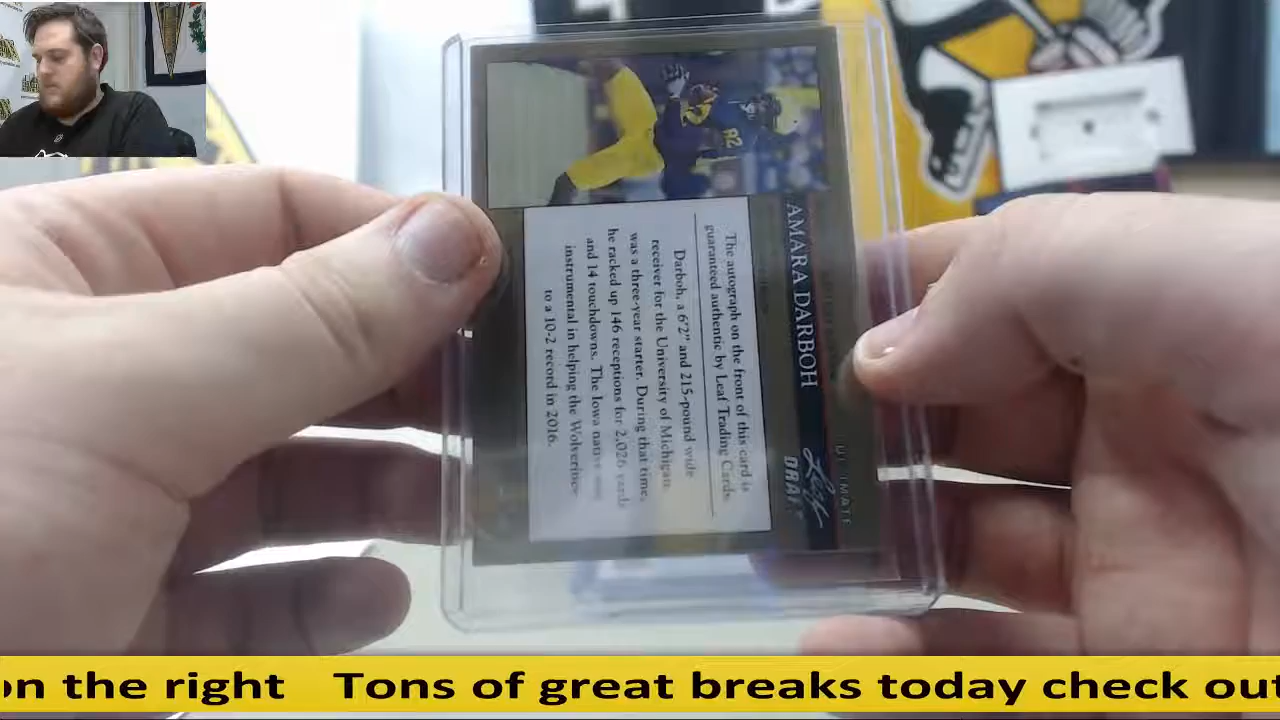 AMARA DARBOH
ULTIMATE
Leaf
DRAFT
82
The autograph on the front of this card is
guaranteed authentic by Leaf Trading Cards
Darboh, a 6'2" and 215-pound wide
receiver for the University of Michigan,
was a three-year starter. During that time,
he racked up 146 receptions for 2,026 yards
and 14 touchdowns. The Iowa native was
instrumental in helping the Wolverines
to a 10-2 record in 2016.
on the right Tons of great breaks today check out